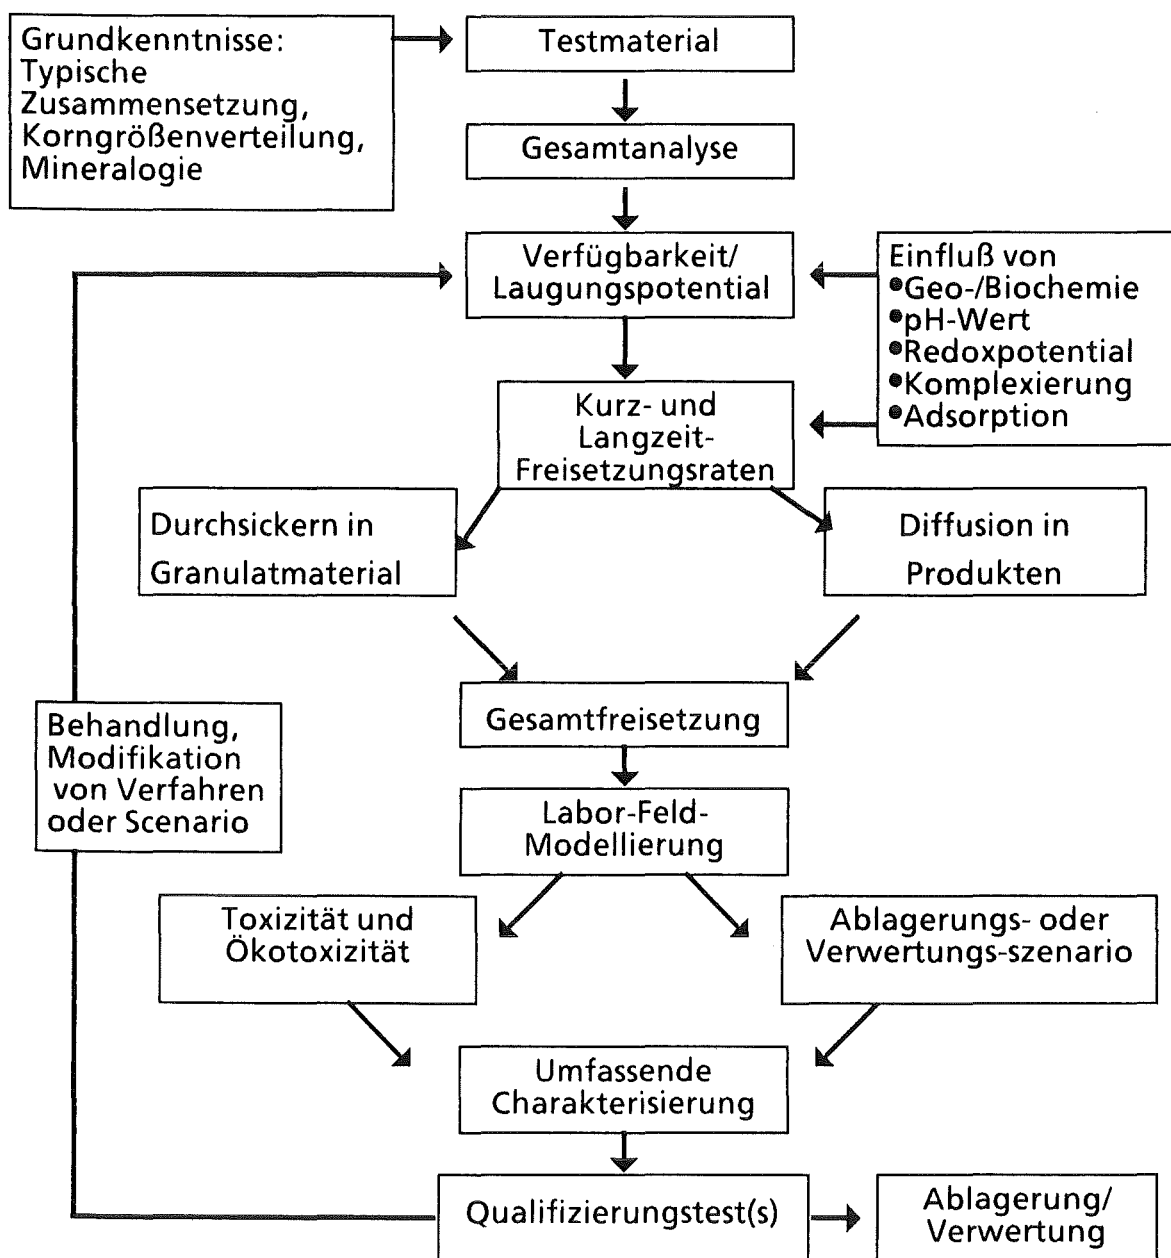 Grundkenntnisse:
Typische
Zusammensetzung,
Korngrößenverteilung,
Mineralogie
Testmaterial
Gesamtanalyse
Verfügbarkeit/
Laugungspotential
Einfluß von
●Geo-/Biochemie
●pH-Wert
●Redoxpotential
●Komplexierung
●Adsorption
Kurz- und
Langzeit-
Freisetzungsraten
Durchsickern in
Granulatmaterial
Diffusion in
Produkten
Gesamtfreisetzung
Behandlung,
Modifikation
von Verfahren
oder Scenario
Labor-Feld-
Modellierung
Toxizität und
Ökotoxizität
Ablagerungs- oder
Verwertungs-szenario
Umfassende
Charakterisierung
Qualifizierungstest(s)
Ablagerung/
Verwertung